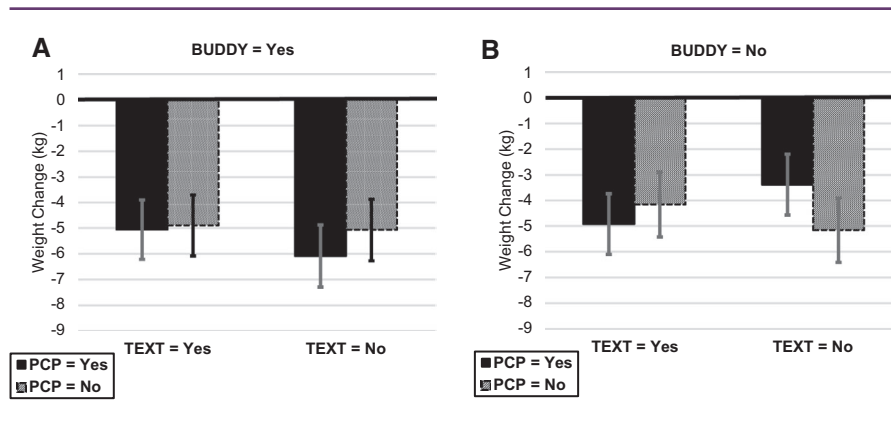 A
BUDDY = Yes
Weight Change (kg)
1
0
-1
-2
-3
-4
-5
-6
-7
-8
-9
TEXT = Yes
TEXT = No
PCP = Yes
PCP = No
B
BUDDY = No
Weight Change (kg)
1
0
-1
-2
-3
-4
-5
-6
-7
-8
-9
TEXT = Yes
TEXT = No
PCP = Yes
PCP = No